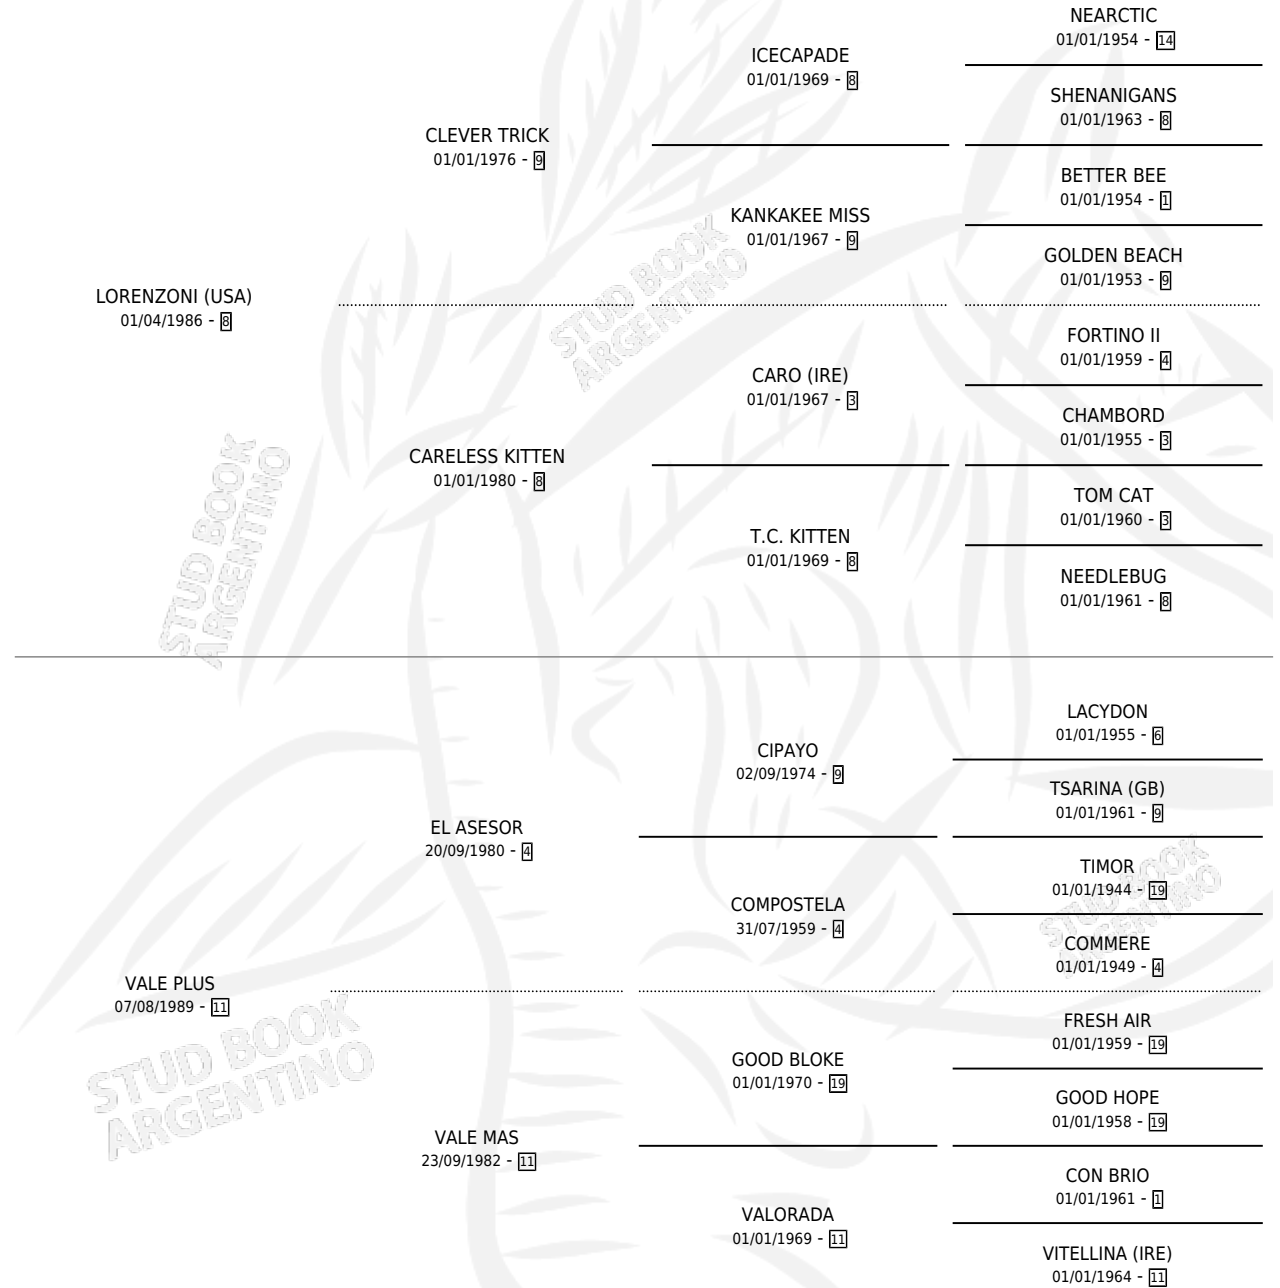 NEARCTIC
01/01/1954 - 14
ICECAPADE
01/01/1969 - 8
SHENANIGANS
01/01/1963 - 8
CLEVER TRICK
01/01/1976 - 9
BETTER BEE
01/01/1954 - 1
KANKAKEE MISS
01/01/1967 - 9
GOLDEN BEACH
01/01/1953 - 9
LORENZONI (USA)
01/04/1986 - 8
FORTINO II
01/01/1959 - 4
CARO (IRE)
01/01/1967 - 3
CHAMBORD
01/01/1955 - 3
CARELESS KITTEN
01/01/1980 - 8
TOM CAT
01/01/1960 - 3
T.C. KITTEN
01/01/1969 - 8
NEEDLEBUG
01/01/1961 - 8
LACYDON
01/01/1955 - 6
CIPAYO
02/09/1974 - 9
TSARINA (GB)
01/01/1961 - 9
EL ASESOR
20/09/1980 - 4
TIMOR
01/01/1944 - 19
COMPOSTELA
31/07/1959 - 4
COMMERE
01/01/1949 - 4
VALE PLUS
07/08/1989 - 11
FRESH AIR
01/01/1959 - 19
GOOD BLOKE
01/01/1970 - 19
GOOD HOPE
01/01/1958 - 19
VALE MAS
23/09/1982 - 11
CON BRIO
01/01/1961 - 1
VALORADA
01/01/1969 - 11
VITELLINA (IRE)
01/01/1964 - 11
STUD BOOK
ARGENTINO
STUD BOOK
ARGENTINO
STUD BOOK
ARGENTINO
STUD BOOK
ARGENTINO